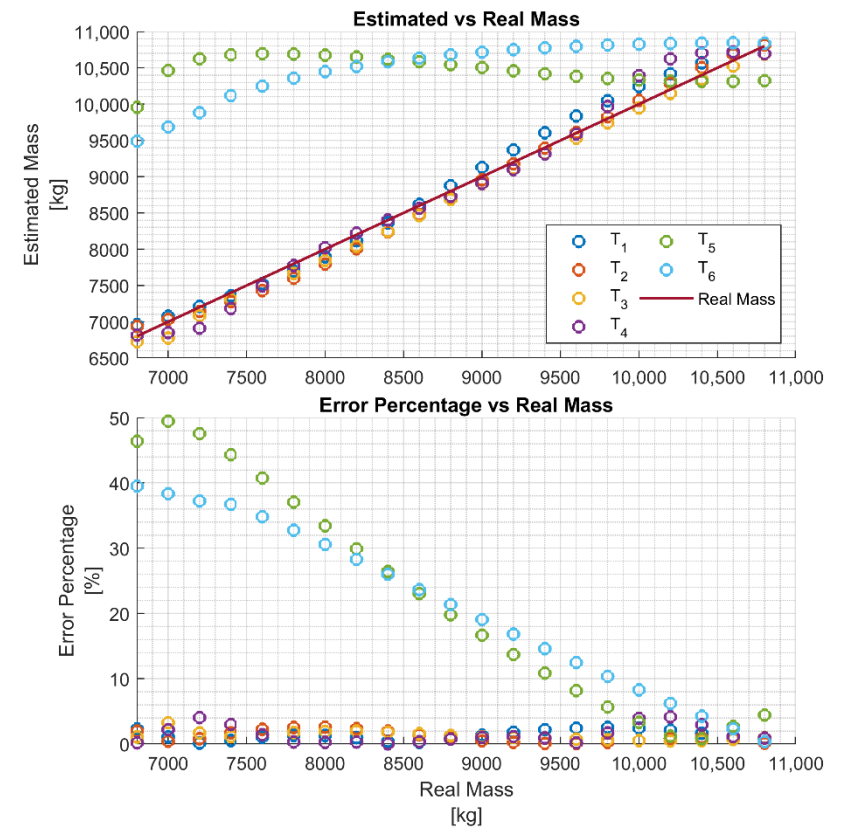 Estimated vs Real Mass
11,000
10,500
10,000
9500
9000
8500
8000
7500
7000
6500
Estimated Mass
[kg]
7000 7500 8000 8500 9000 9500 10,000 10,500 11,000
T1 T5
T2 T6
T3 Real Mass
T4
Error Percentage vs Real Mass
50
40
30
20
10
0
Error Percentage
[%]
7000 7500 8000 8500 9000 9500 10,000 10,500 11,000
Real Mass
[kg]